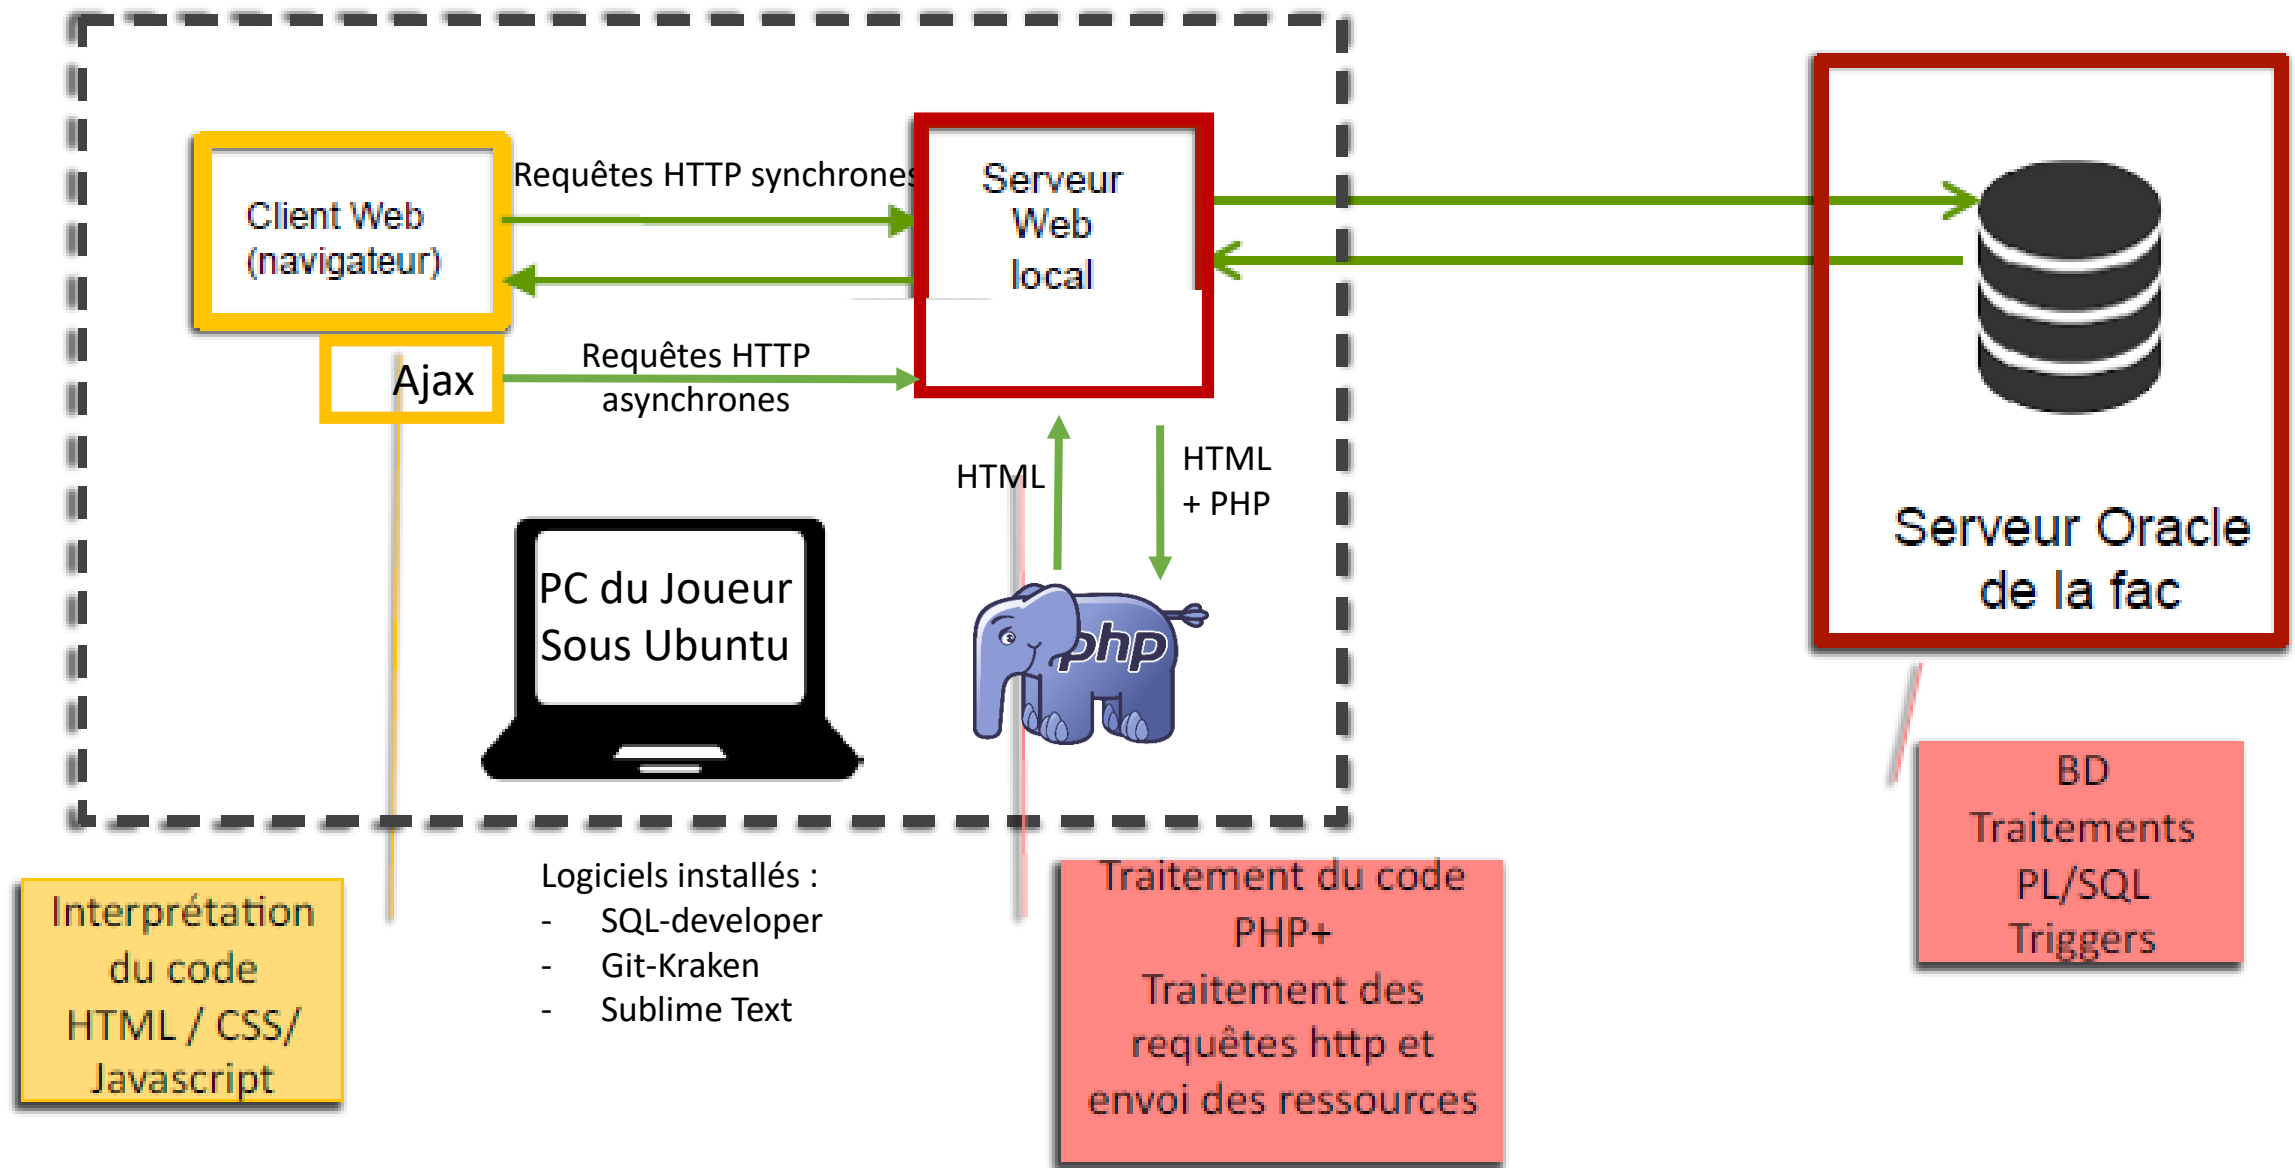 Requêtes HTTP synchrones
Client Web
(navigateur)
Serveur
Web
local
Ajax
Requêtes HTTP
asynchrones
HTML
HTML
+ PHP
PC du Joueur
Sous Ubuntu
php
Serveur Oracle
de la fac
BD
Traitements
PL/SQL
Triggers
Interprétation
du code
HTML / CSS/
Javascript
Logiciels installés :
- SQL-developer
- Git-Kraken
- Sublime Text
Traitement du code
PHP+
Traitement des
requêtes http et
envoi des ressources